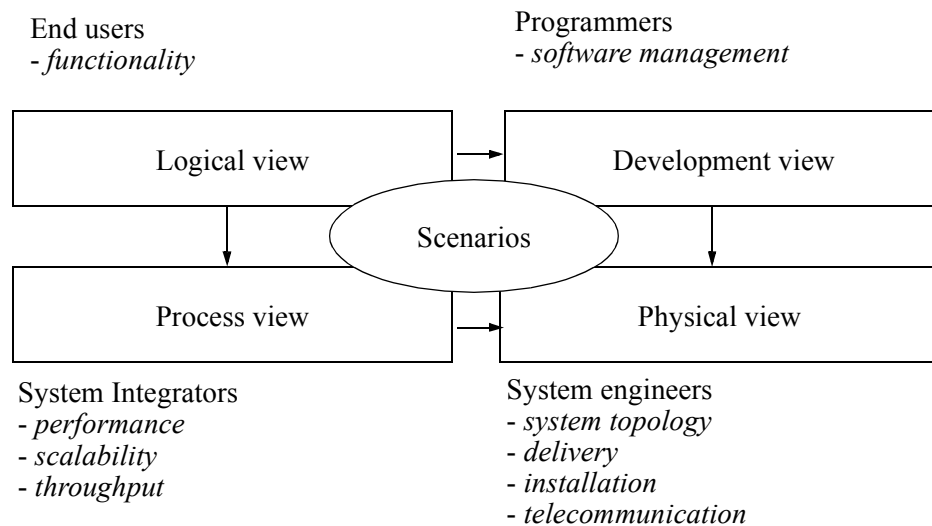 End users
- functionality
Programmers
- software management
Logical view
Development view
Scenarios
Process view
Physical view
System Integrators
- performance
- scalability
- throughput
System engineers
- system topology
- delivery
- installation
- telecommunication